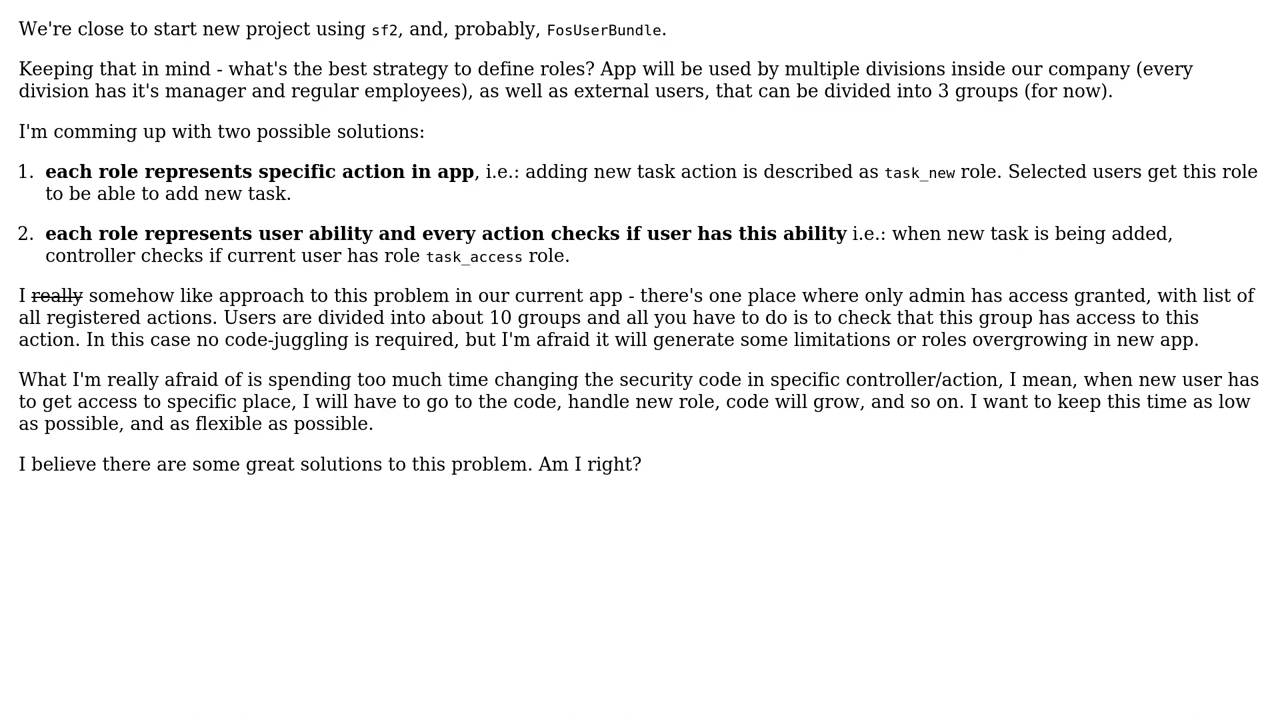 We're close to start new project using sf2, and, probably, FosUserBundle.
Keeping that in mind - what's the best strategy to define roles? App will be used by multiple divisions inside our company (every
division has it's manager and regular employees), as well as external users, that can be divided into 3 groups (for now).
I'm comming up with two possible solutions:
1. each role represents specific action in app, i.e.: adding new task action is described as task_new role. Selected users get this role
to be able to add new task.
2. each role represents user ability and every action checks if user has this ability i.e.: when new task is being added,
controller checks if current user has role task_access role.
I really somehow like approach to this problem in our current app - there's one place where only admin has access granted, with list of
all registered actions. Users are divided into about 10 groups and all you have to do is to check that this group has access to this
action. In this case no code-juggling is required, but I'm afraid it will generate some limitations or roles overgrowing in new app.
What I'm really afraid of is spending too much time changing the security code in specific controller/action, I mean, when new user has
to get access to specific place, I will have to go to the code, handle new role, code will grow, and so on. I want to keep this time as low
as possible, and as flexible as possible.
I believe there are some great solutions to this problem. Am I right?